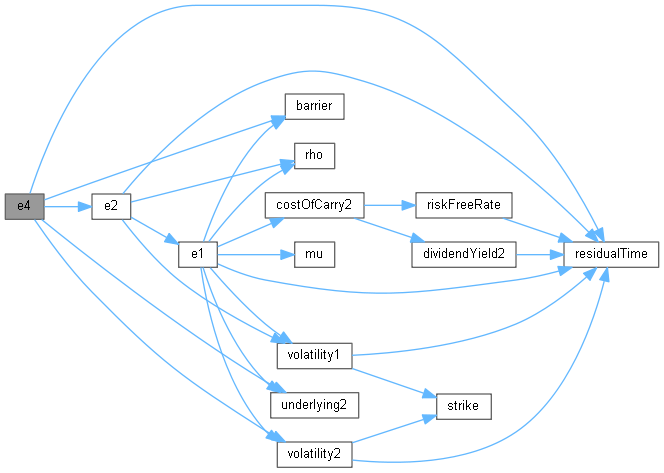 barrier
rho
e4
e2
costOfCarry2
riskFreeRate
e1
mu
dividendYield2
residualTime
volatility1
underlying2
strike
volatility2